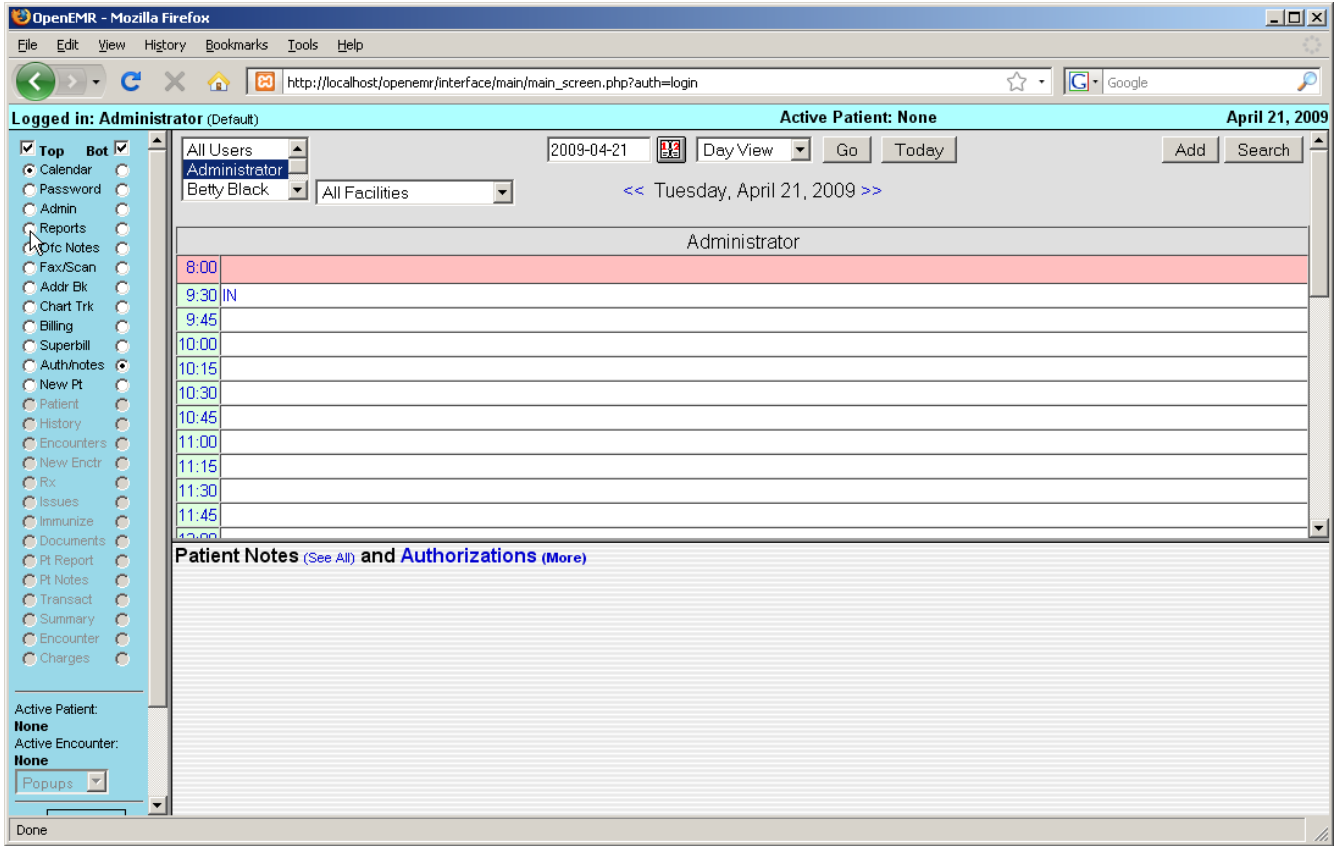 OpenEMR - Mozilla Firefox
File Edit View History Bookmarks Tools Help
http://localhost/openemr/interface/main/main_screen.php?auth=login
G Google
Logged in: Administrator (Default) Active Patient: None April 21, 2009
Top Bot
Calendar
Password
Admin
Reports
Ofc Notes
Fax/Scan
Addr Bk
Chart Trk
Billing
Superbill
Auth/notes
New Pt
Patient
History
Encounters
New Enctr
Rx
Issues
Immunize
Documents
Pt Report
Pt Notes
Transact
Summary
Encounter
Charges
Active Patient:
None
Active Encounter:
None
Popups
All Users
Administrator
Betty Black
All Facilities
2009-04-21 Day View Go Today Add Search
<< Tuesday, April 21, 2009 >>
Administrator
8:00
9:30 IN
9:45
10:00
10:15
10:30
10:45
11:00
11:15
11:30
11:45
12:00
Patient Notes (See All) and Authorizations (More)
Done